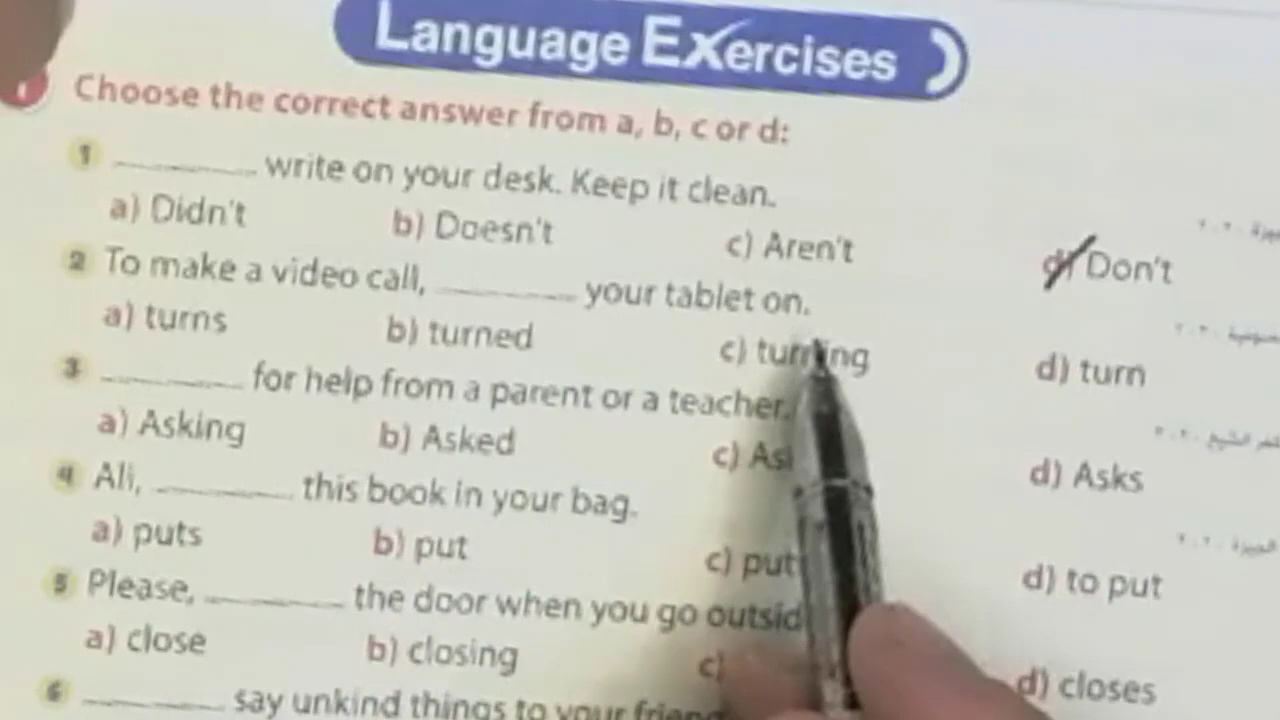 Language Exercises
1 Choose the correct answer from a, b, c or d:
1 ________ write on your desk. Keep it clean.
a) Didn't b) Doesn't c) Aren't d) Don't
2 To make a video call, ________ your tablet on.
a) turns b) turned c) turning d) turn
3 ________ for help from a parent or a teacher.
a) Asking b) Asked c) d) Asks
4 Ali, ________ this book in your bag.
a) puts b) put c) d) to put
5 Please, ________ the door when you go
a) close b) closing c) d) closes
6 ________ say unkind things to your